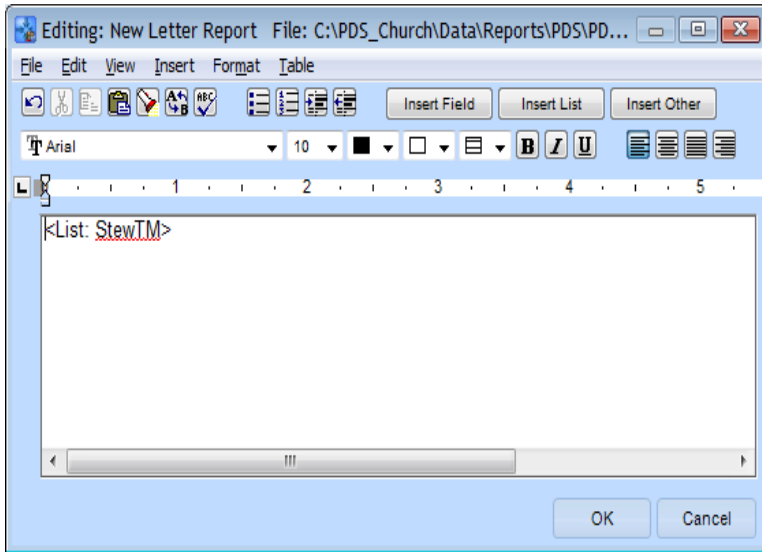 Editing: New Letter Report File: C:\PDS_Church\Data\Reports\PDS\PD...
File Edit View Insert Format Table
Insert Field Insert List Insert Other
Arial 10 B I U
1 2 3 4 5
<List: StewTM>
OK Cancel